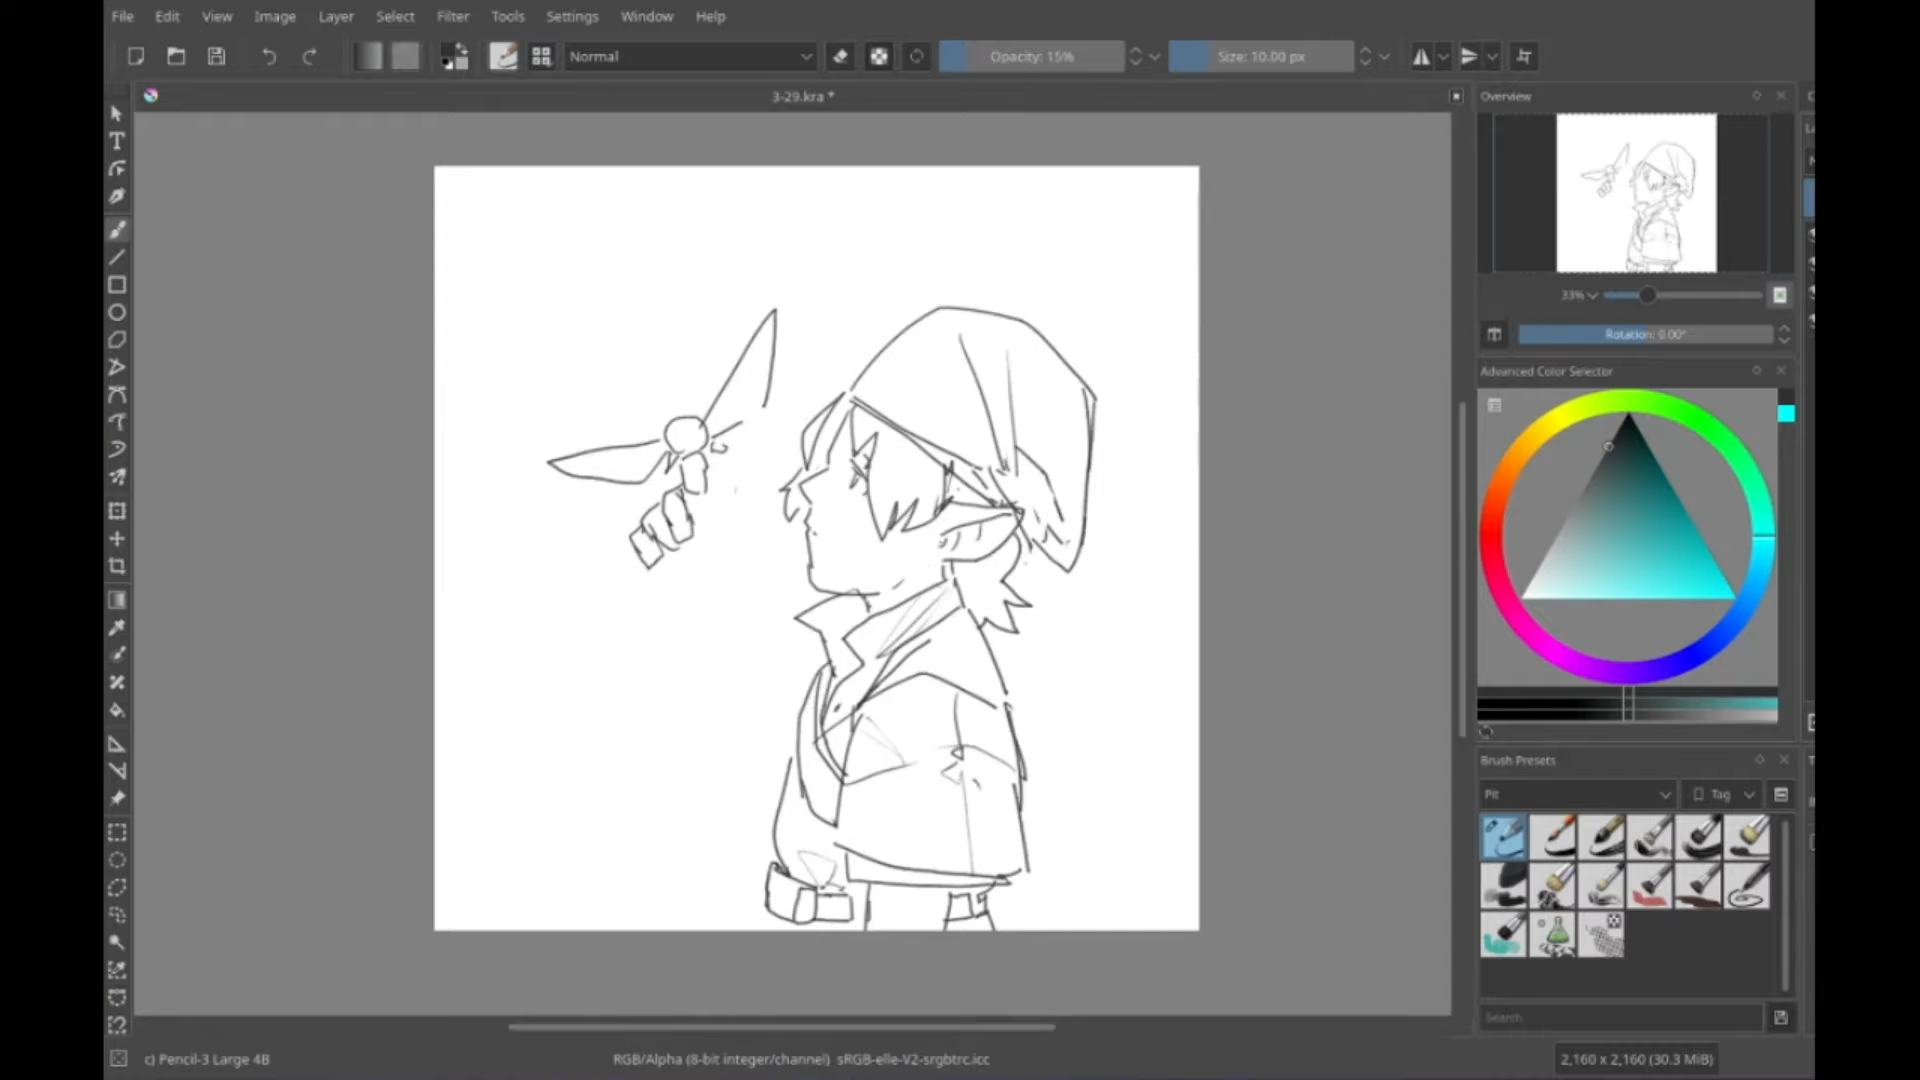 File Edit View Image Layer Select Filter Tools Settings Window Help
Normal Opacity: 15% Size: 10.00 px
3-29.kra *
Overview
33%
Rotation: 0.00°
Advanced Color Selector
Brush Presets
Pit Tag
Search
c) Pencil-3 Large 4B RGB/Alpha (8-bit integer/channel) sRGB-elle-V2-srgbtrc.icc 2,160 x 2,160 (30.3 MiB)